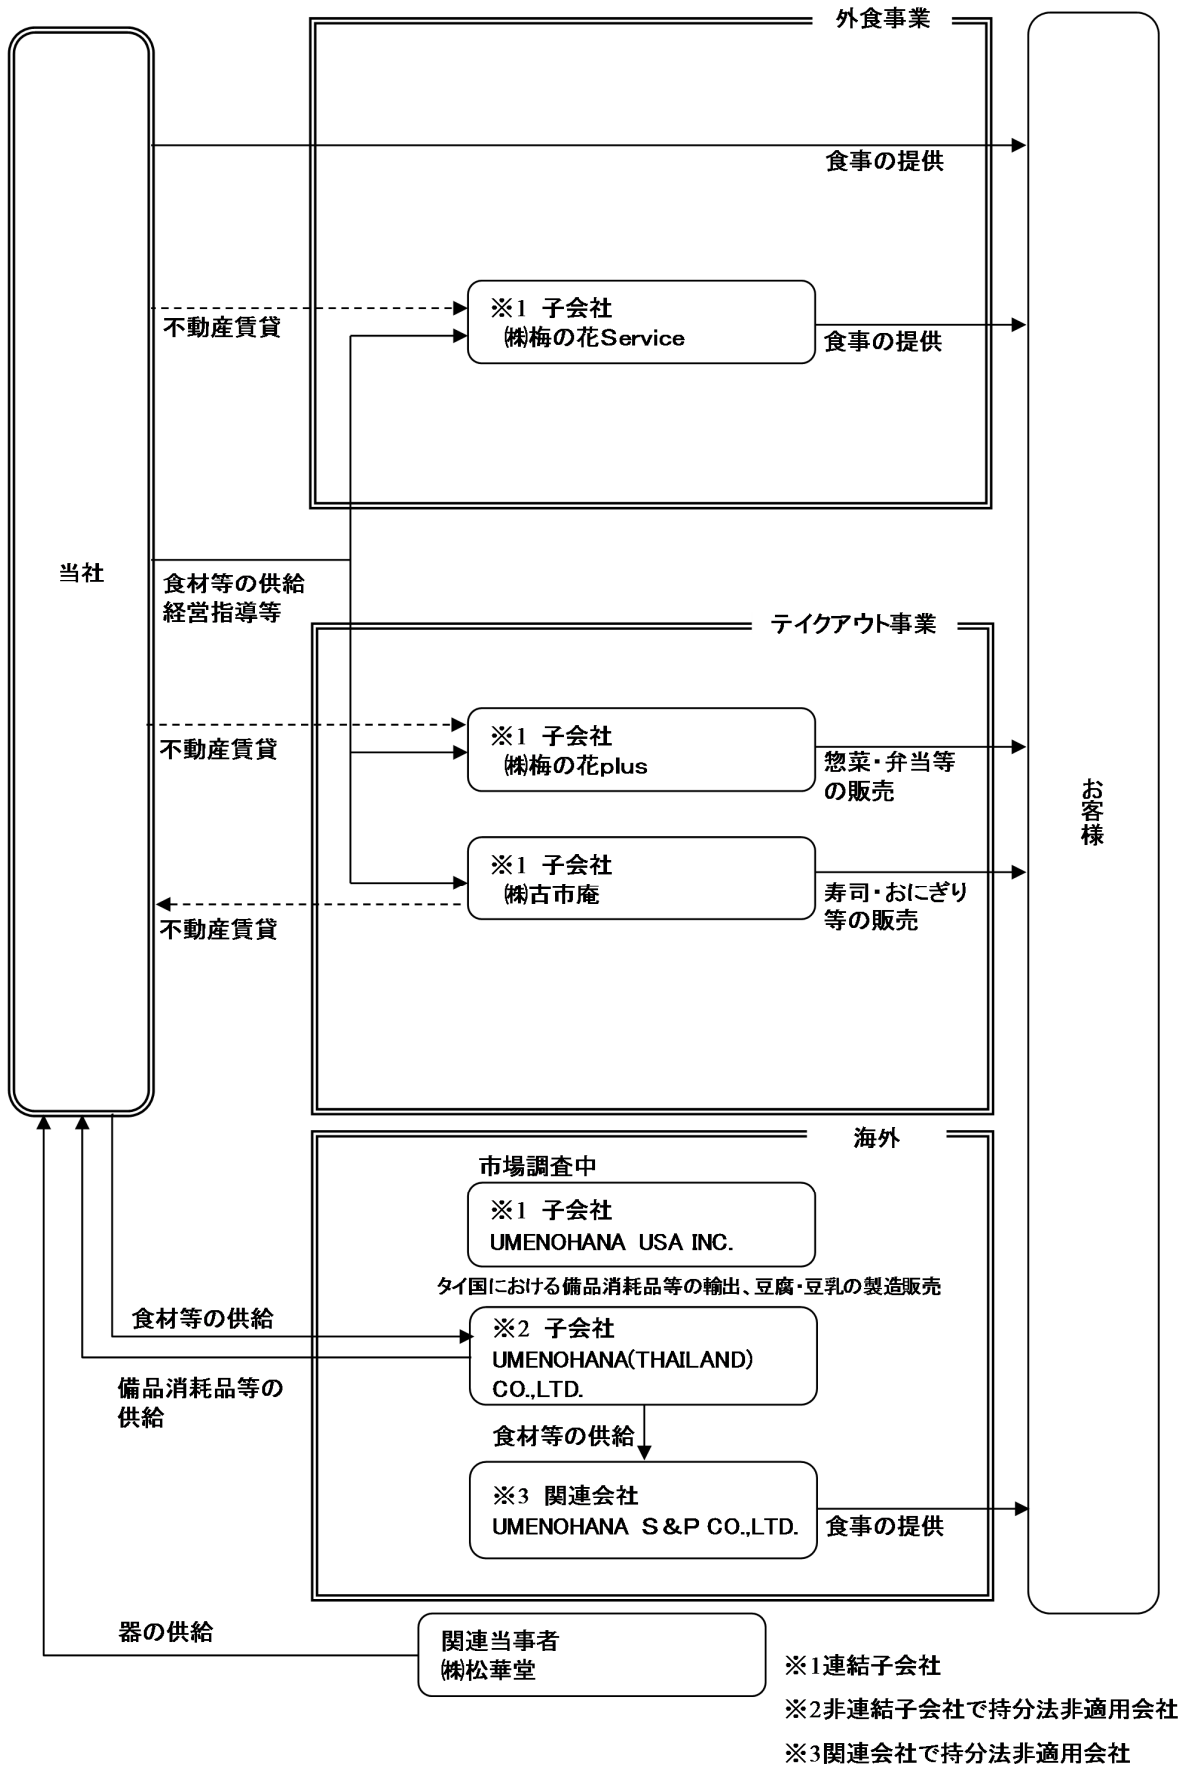 外食事業
食事の提供
※1 子会社
㈱梅の花Service
不動産賃貸
食事の提供
当社
食材等の供給
経営指導等
テイクアウト事業
※1 子会社
㈱梅の花plus
不動産賃貸
惣菜・弁当等
の販売
お客様
※1 子会社
㈱古市庵
寿司・おにぎり
等の販売
不動産賃貸
海外
市場調査中
※1 子会社
UMENOHANA USA INC.
タイ国における備品消耗品等の輸出、豆腐・豆乳の製造販売
食材等の供給
※2 子会社
UMENOHANA(THAILAND)
CO.,LTD.
備品消耗品等の
供給
食材等の供給
※3 関連会社
UMENOHANA S&P CO.,LTD.
食事の提供
器の供給
関連当事者
㈱松華堂
※1連結子会社
※2非連結子会社で持分法非適用会社
※3関連会社で持分法非適用会社